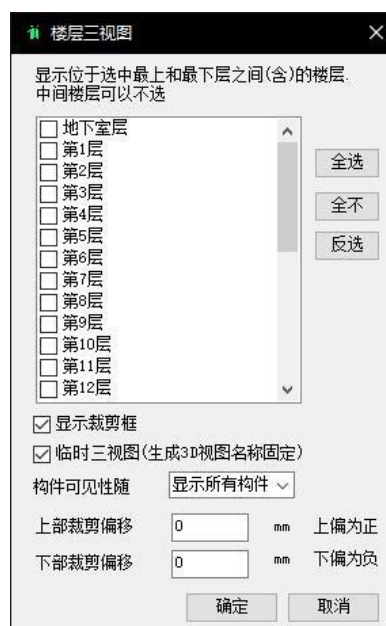 楼层三视图
显示位于选中最上和最下层之间(含)的楼层.
中间楼层可以不选
地下室层
第1层
第2层
第3层
第4层
第5层
第6层
第7层
第8层
第9层
第10层
第11层
第12层
全选
全不
反选
显示裁剪框
临时三视图(生成3D视图名称固定)
构件可见性随 显示所有构件
上部裁剪偏移 0 mm 上偏为正
下部裁剪偏移 0 mm 下偏为负
确定 取消